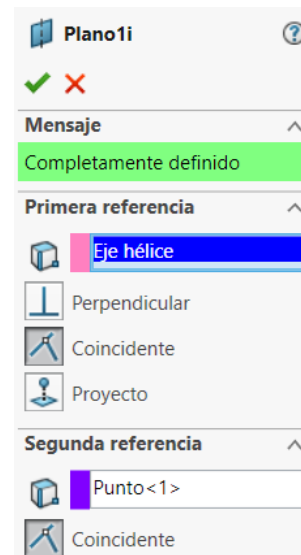 Plano1i
Mensaje
Completamente definido
Primera referencia
Eje hélice
Perpendicular
Coincidente
Proyecto
Segunda referencia
Punto<1>
Coincidente